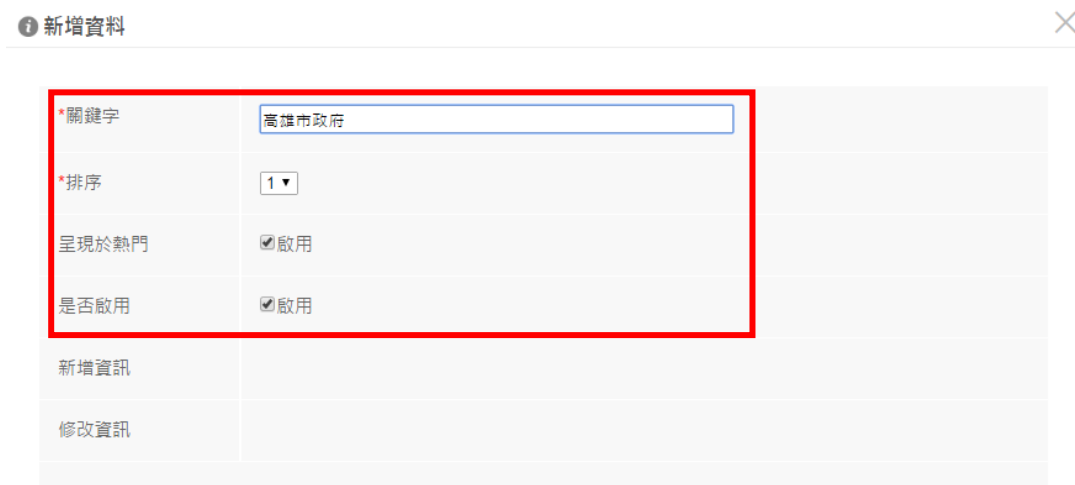 新增資料
*關鍵字 高雄市政府
*排序 1
呈現於熱門 啟用
是否啟用 啟用
新增資訊
修改資訊